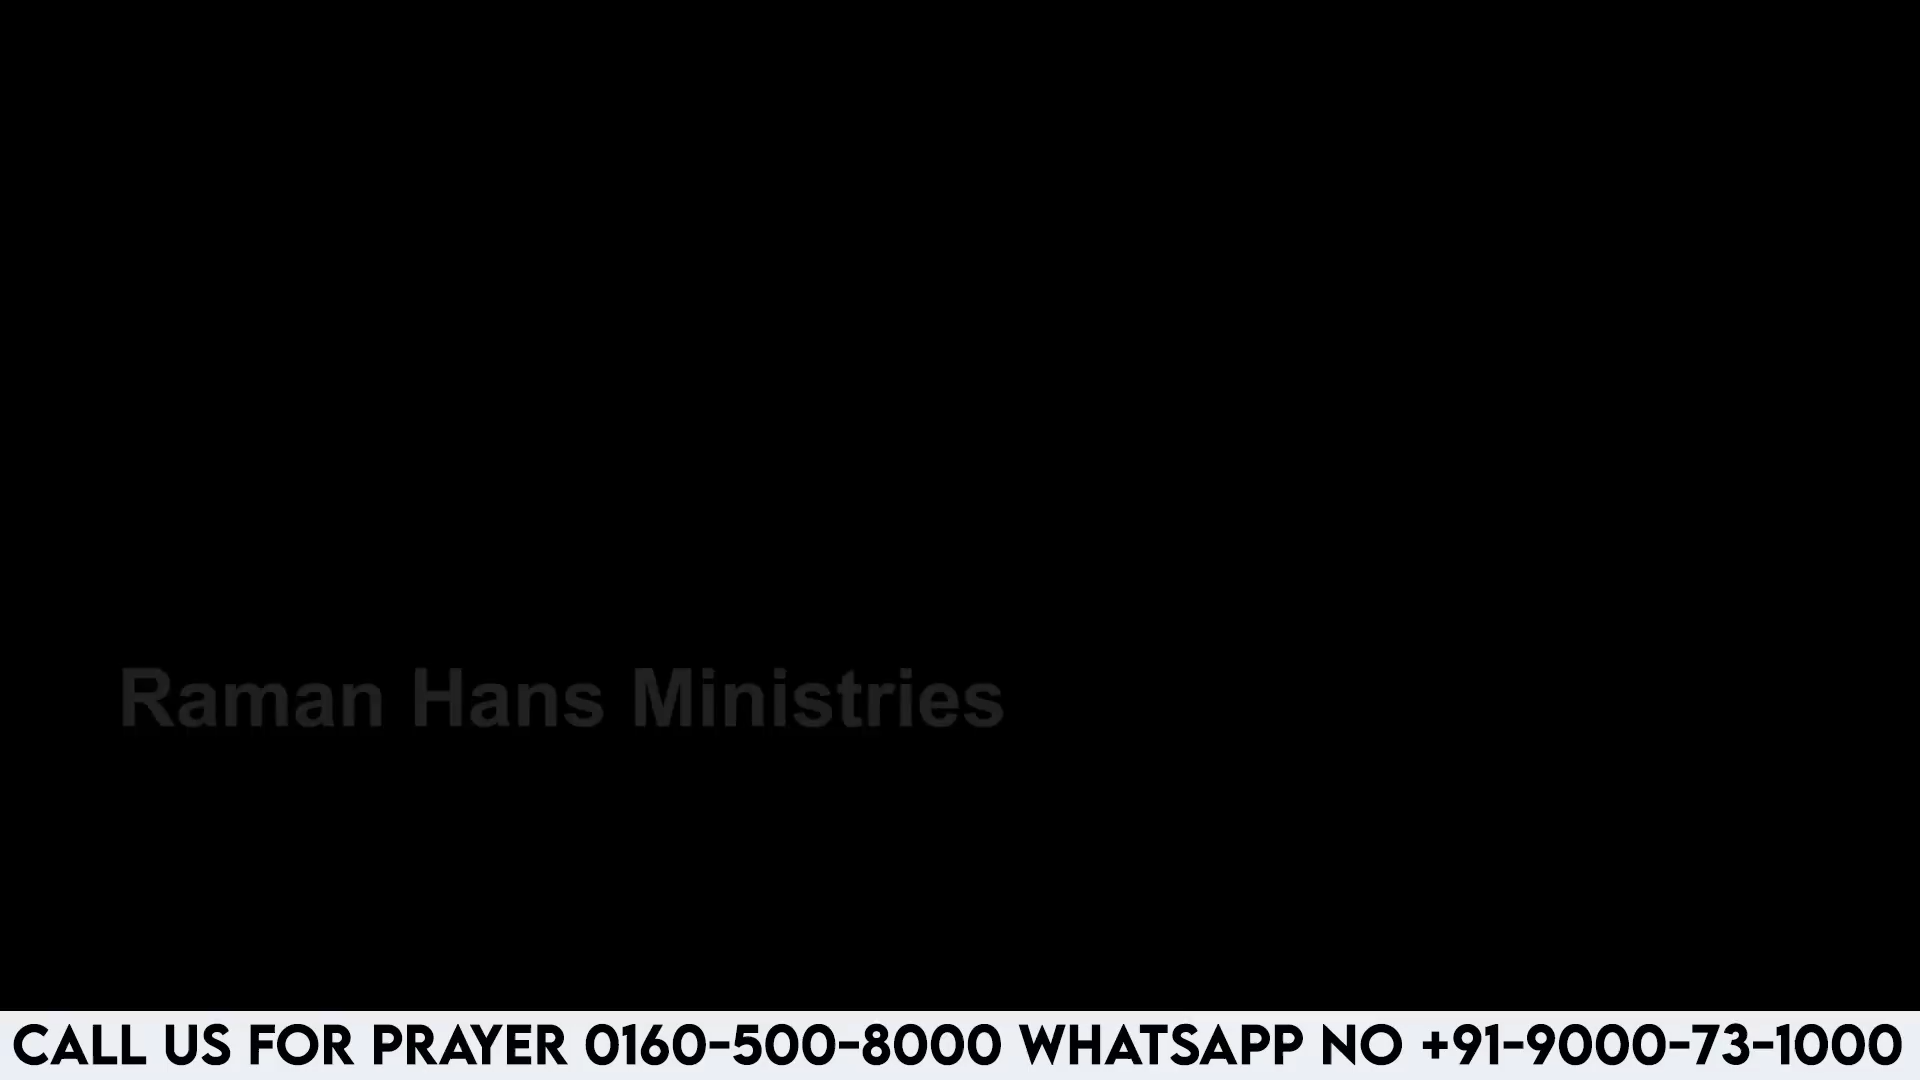 Raman Hans Ministries
CALL US FOR PRAYER 0160-500-8000 WHATSAPP NO +91-9000-73-1000